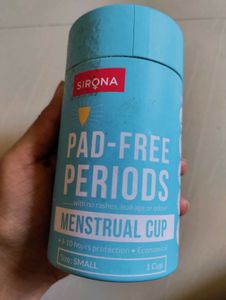 SIRONA
PAD-FREE
PERIODS
......with no rashes, leakage or odour
MENSTRUAL CUP
8-10 hours protection • Economical
Size: SMALL
1 Cup